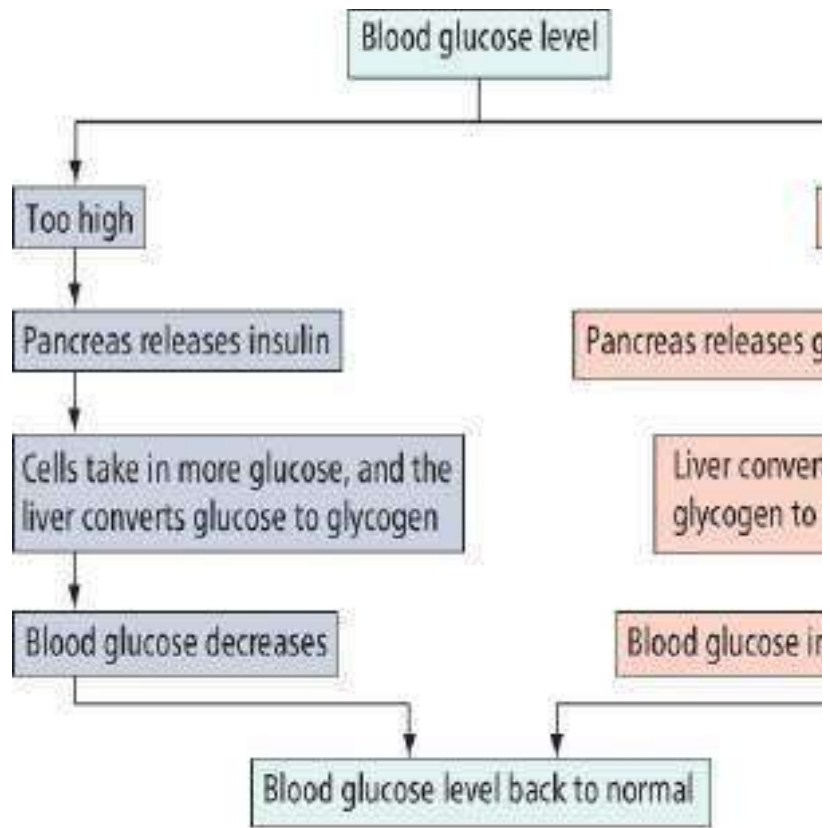 Blood glucose level
Too high
Pancreas releases insulin
Pancreas releases g
Cells take in more glucose, and the
liver converts glucose to glycogen
Liver conver
glycogen to
Blood glucose decreases
Blood glucose in
Blood glucose level back to normal